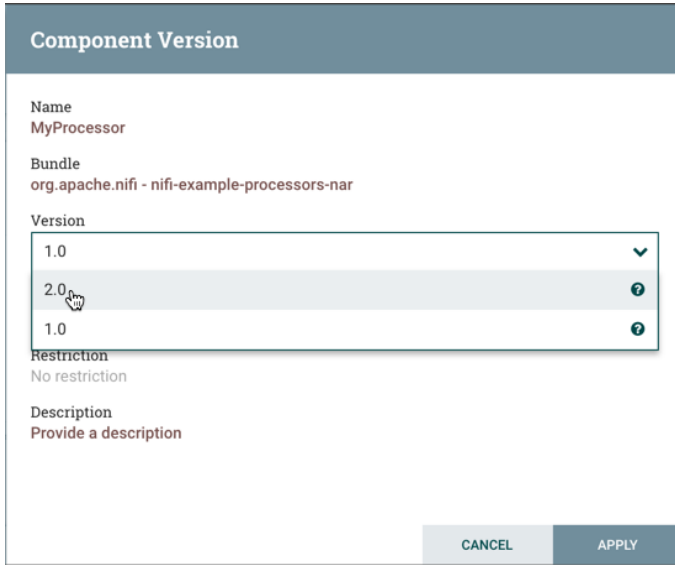 Component Version
Name
MyProcessor
Bundle
org.apache.nifi - nifi-example-processors-nar
Version
1.0
2.0
1.0
Restriction
No restriction
Description
Provide a description
CANCEL
APPLY